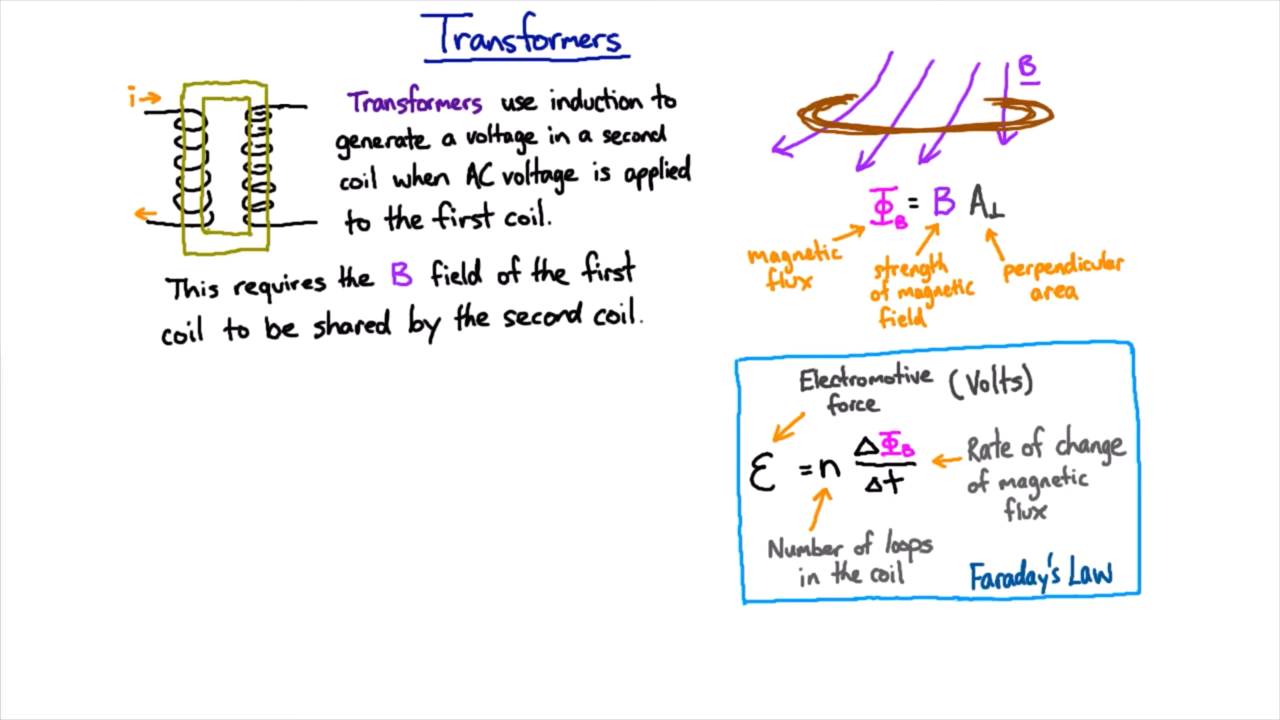 Transformers
i→
Transformers use induction to
generate a voltage in a second
coil when AC voltage is applied
to the first coil.
This requires the B field of the first
coil to be shared by the second coil.
B
Φ_B = B A⊥
magnetic
flux
strength
of magnetic
field
perpendicular
area
Electromotive (Volts)
force
ℰ = n ΔΦ_B / Δt
Rate of change
of magnetic
flux
Number of loops
in the coil
Faraday's Law